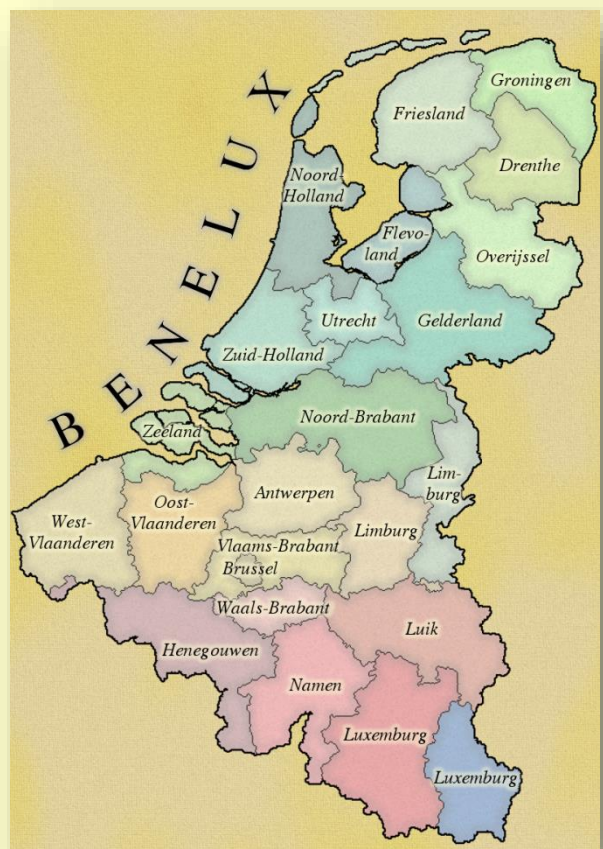 BENELUX
Groningen
Friesland
Drenthe
Noord-
Holland
Flevo-
land
Overijssel
Utrecht
Gelderland
Zuid-Holland
Noord-Brabant
Zeeland
Lim-
burg
Antwerpen
Oost-
Vlaanderen
West-
Vlaanderen
Limburg
Vlaams-Brabant
Brussel
Waals-Brabant
Luik
Henegouwen
Namen
Luxemburg
Luxemburg